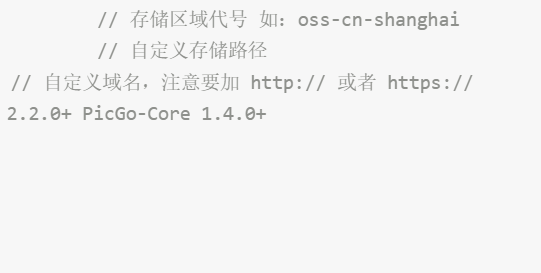 // 存储区域代号 如：oss-cn-shanghai
// 自定义存储路径
// 自定义域名，注意要加 http:// 或者 https://
2.2.0+ PicGo-Core 1.4.0+